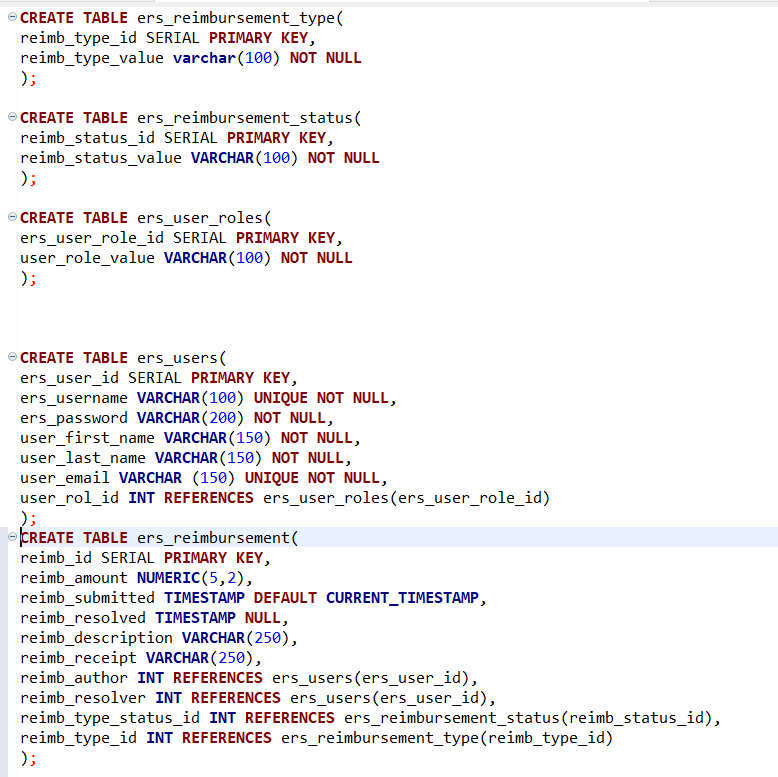 CREATE TABLE ers_reimbursement_type(
reimb_type_id SERIAL PRIMARY KEY,
reimb_type_value varchar(100) NOT NULL
);
CREATE TABLE ers_reimbursement_status(
reimb_status_id SERIAL PRIMARY KEY,
reimb_status_value VARCHAR(100) NOT NULL
);
CREATE TABLE ers_user_roles(
ers_user_role_id SERIAL PRIMARY KEY,
user_role_value VARCHAR(100) NOT NULL
);
CREATE TABLE ers_users(
ers_user_id SERIAL PRIMARY KEY,
ers_username VARCHAR(100) UNIQUE NOT NULL,
ers_password VARCHAR(200) NOT NULL,
user_first_name VARCHAR(150) NOT NULL,
user_last_name VARCHAR(150) NOT NULL,
user_email VARCHAR (150) UNIQUE NOT NULL,
user_rol_id INT REFERENCES ers_user_roles(ers_user_role_id)
);
CREATE TABLE ers_reimbursement(
reimb_id SERIAL PRIMARY KEY,
reimb_amount NUMERIC(5,2),
reimb_submitted TIMESTAMP DEFAULT CURRENT_TIMESTAMP,
reimb_resolved TIMESTAMP NULL,
reimb_description VARCHAR(250),
reimb_receipt VARCHAR(250),
reimb_author INT REFERENCES ers_users(ers_user_id),
reimb_resolver INT REFERENCES ers_users(ers_user_id),
reimb_type_status_id INT REFERENCES ers_reimbursement_status(reimb_status_id),
reimb_type_id INT REFERENCES ers_reimbursement_type(reimb_type_id)
);